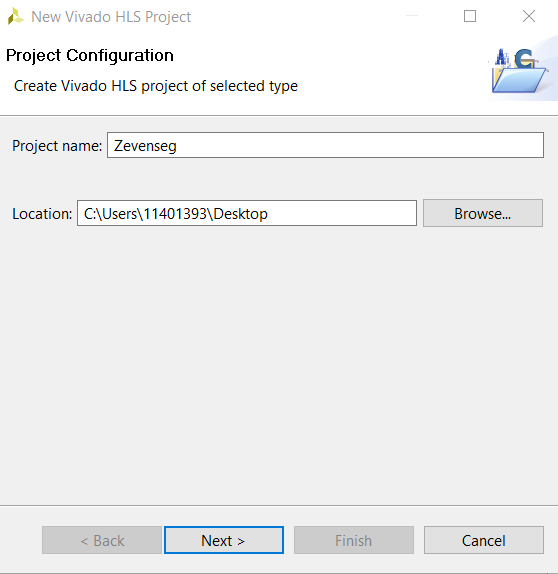 New Vivado HLS Project
Project Configuration
Create Vivado HLS project of selected type
Project name: Zevenseg
Location: C:\Users\11401393\Desktop Browse...
< Back Next > Finish Cancel